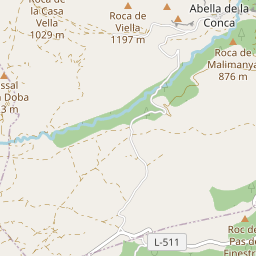 Roca de
la Casa
Vella
1029 m
Roca de
Viella
1197 m
Abella de la
Conca
Roca de
Malimanya
876 m
ssal
Doba
3 m
L-511
Roc de
Pas de
Finestr